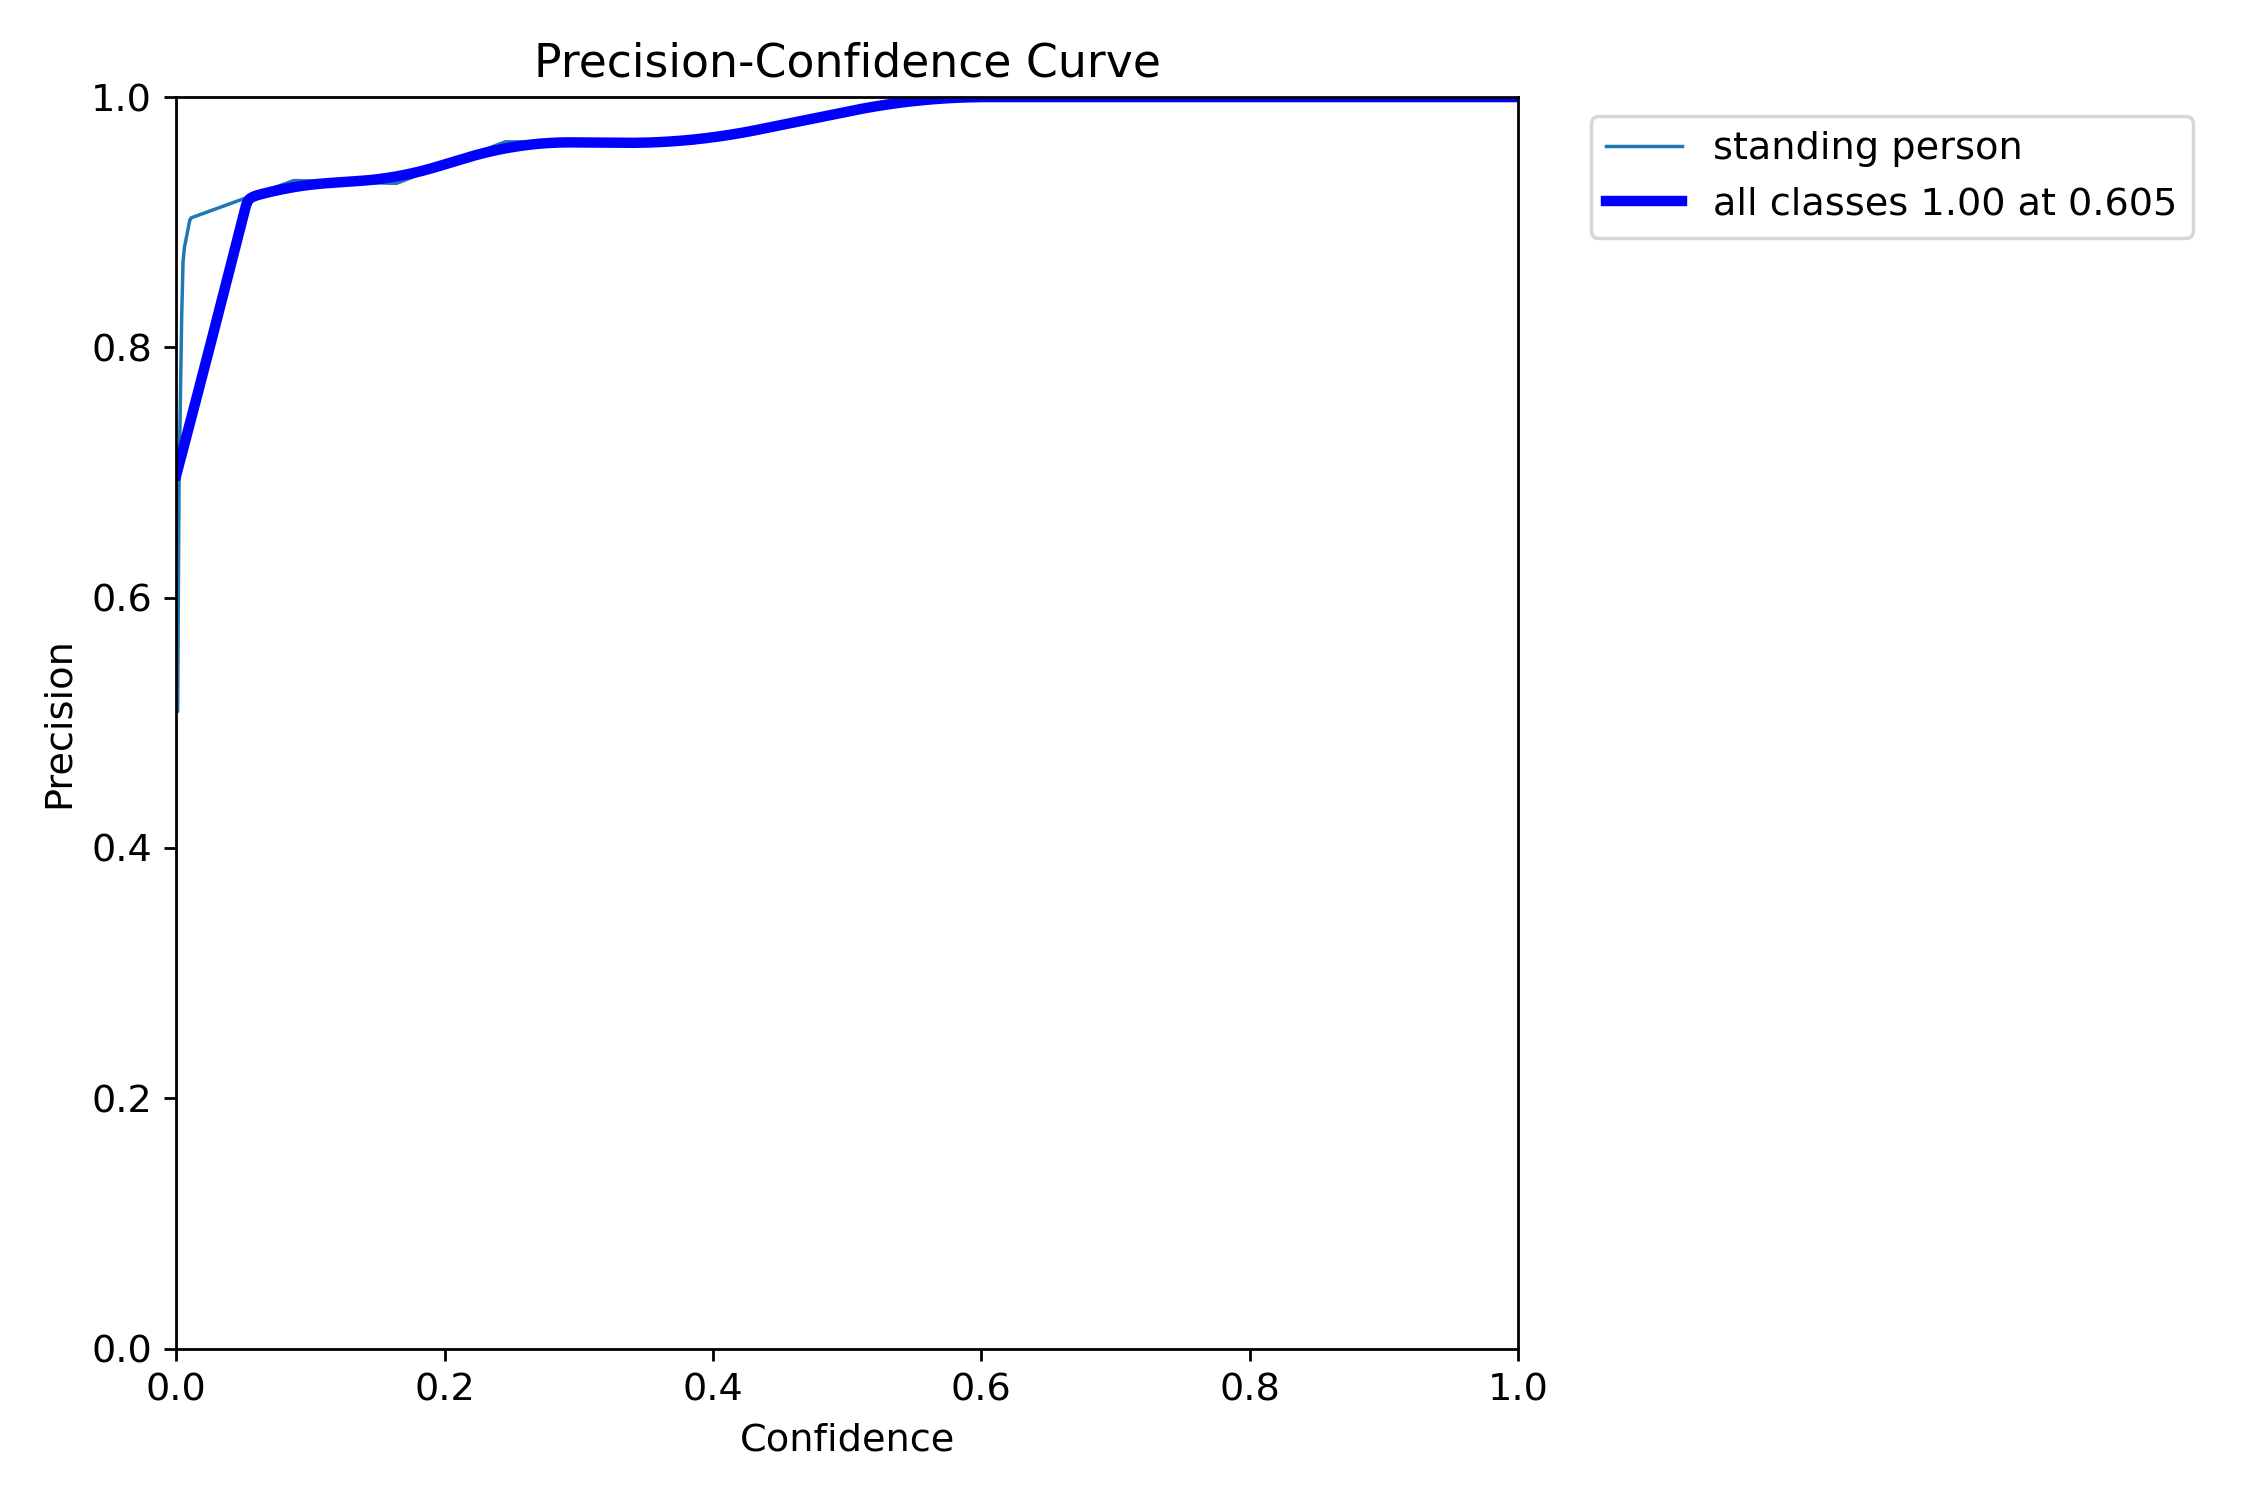 Precision-Confidence Curve
1.0
0.8
0.6
0.4
0.2
0.0
Precision
0.0 0.2 0.4 0.6 0.8 1.0
Confidence
standing person
all classes 1.00 at 0.605